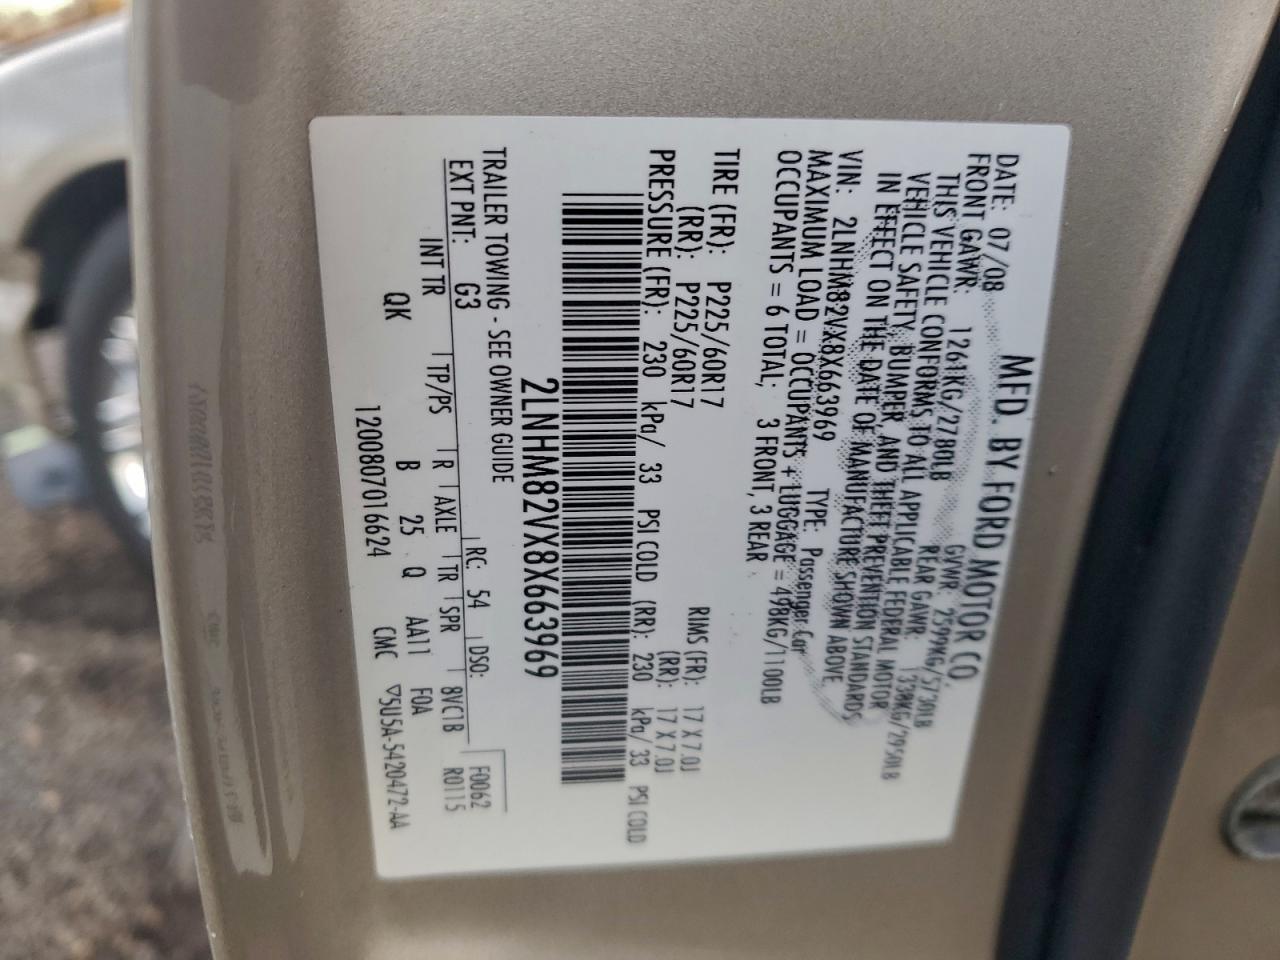 MFD. BY FORD MOTOR CO.
DATE: 07/08 GVWR: 2599KG/5730LB
FRONT GAWR: 1261KG/2780LB REAR GAWR: 1338KG/2950LB
THIS VEHICLE CONFORMS TO ALL APPLICABLE FEDERAL MOTOR
VEHICLE SAFETY, BUMPER, AND THEFT PREVENTION STANDARDS
IN EFFECT ON THE DATE OF MANUFACTURE SHOWN ABOVE
VIN: 2LNHM82VX8X663969 TYPE: Passenger Car
MAXIMUM LOAD = OCCUPANTS + LUGGAGE = 498KG/1100LB
OCCUPANTS = 6 TOTAL; 3 FRONT, 3 REAR
TIRE (FR): P225/60R17 RIMS (FR): 17 X 7.0J
(RR): P225/60R17 (RR): 17 X 7.0J
PRESSURE (FR): 230 kPa/ 33 PSI COLD (RR): 230 kPa/ 33 PSI COLD
2LNHM82VX8X663969
TRAILER TOWING - SEE OWNER GUIDE
F0062
EXT PNT: G3 RC: 54 DSO: R0115
INT TR TP/PS R AXLE TR SPR 8VC1B
QK B 25 Q AA11 FOA
1200807016624 CMC ▽5U5A-5420472-AA